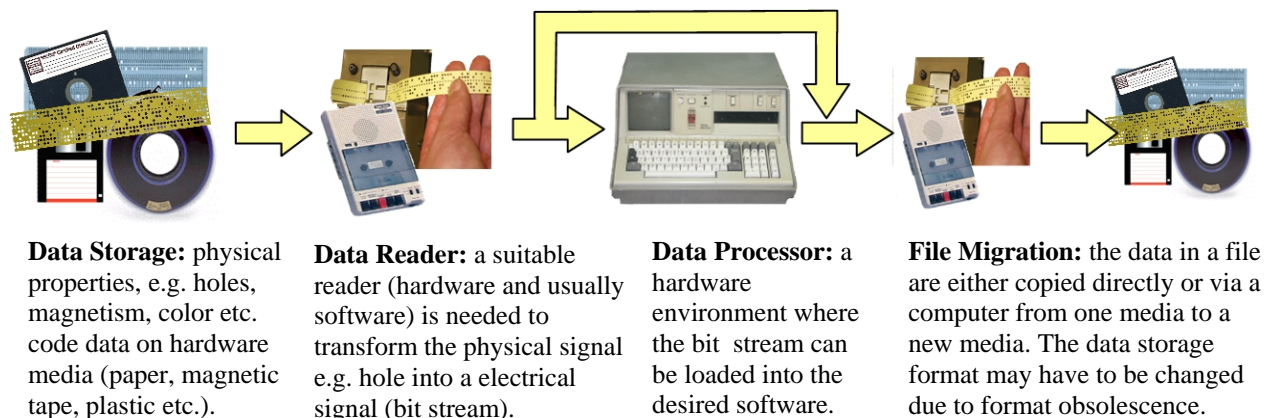 Data Storage: physical
properties, e.g. holes,
magnetism, color etc.
code data on hardware
media (paper, magnetic
tape, plastic etc.).
Data Reader: a suitable
reader (hardware and usually
software) is needed to
transform the physical signal
e.g. hole into a electrical
signal (bit stream).
Data Processor: a
hardware
environment where
the bit stream can
be loaded into the
desired software.
File Migration: the data in a file
are either copied directly or via a
computer from one media to a
new media. The data storage
format may have to be changed
due to format obsolescence.